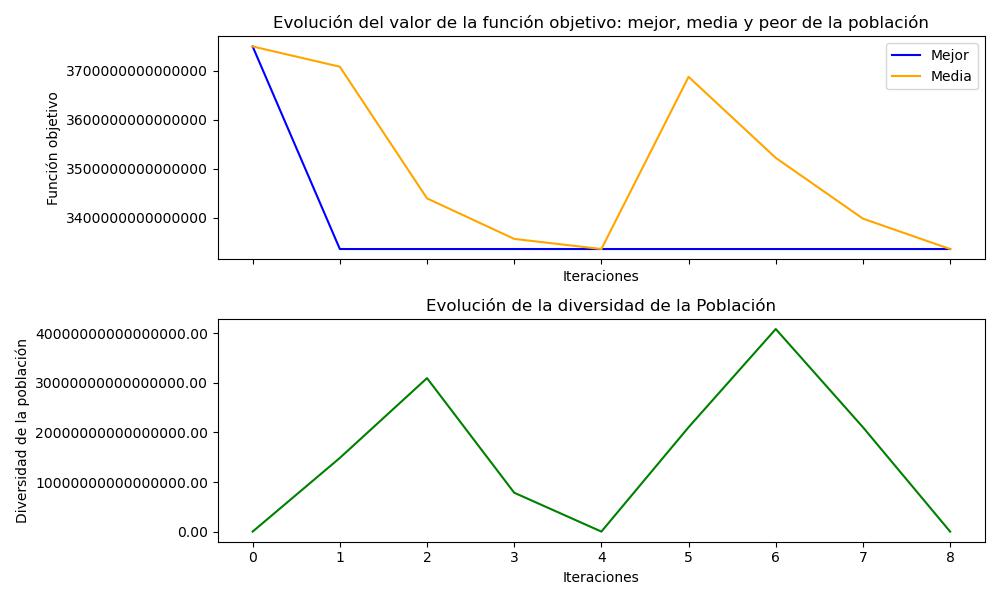 Evolución del valor de la función objetivo: mejor, media y peor de la población
Función objetivo
3700000000000000
3600000000000000
3500000000000000
3400000000000000
Mejor
Media
Iteraciones
Evolución de la diversidad de la Población
Diversidad de la población
40000000000000000.00
30000000000000000.00
20000000000000000.00
10000000000000000.00
0.00
0 1 2 3 4 5 6 7 8
Iteraciones